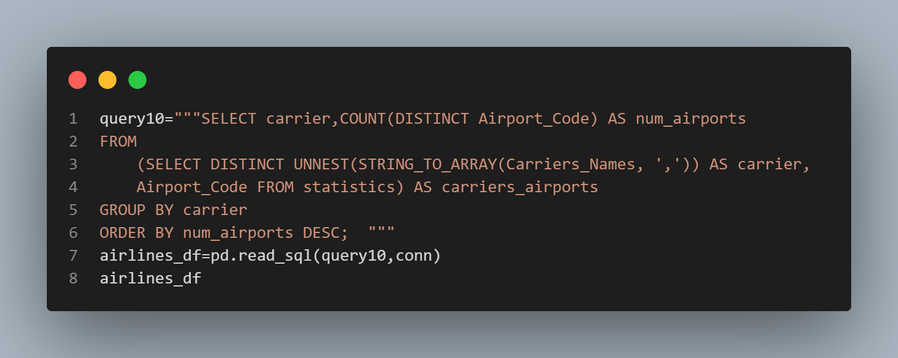 1 query10="""SELECT carrier,COUNT(DISTINCT Airport_Code) AS num_airports
2 FROM
3     (SELECT DISTINCT UNNEST(STRING_TO_ARRAY(Carriers_Names, ',')) AS carrier,
4     Airport_Code FROM statistics) AS carriers_airports
5 GROUP BY carrier
6 ORDER BY num_airports DESC;  """
7 airlines_df=pd.read_sql(query10,conn)
8 airlines_df